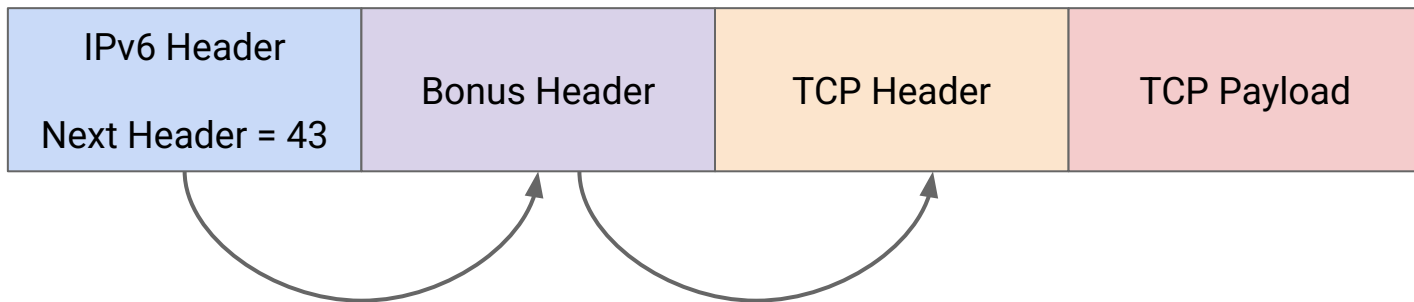 IPv6 Header
Next Header = 43
Bonus Header
TCP Header
TCP Payload